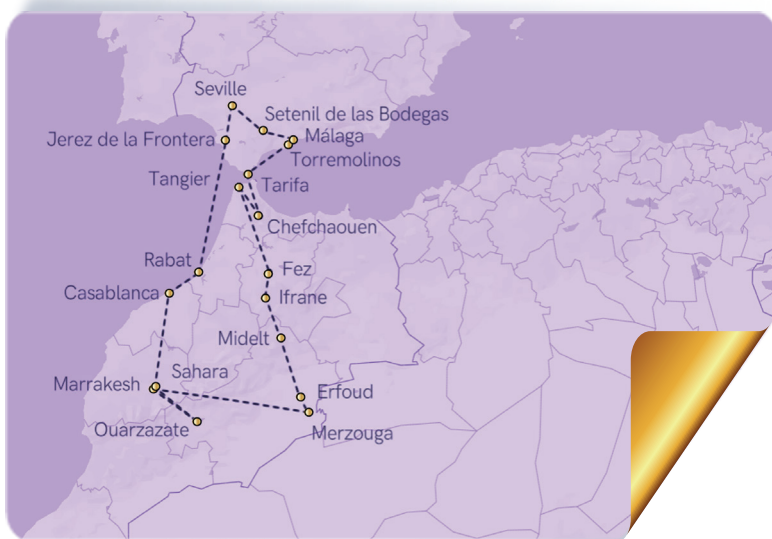 Seville
Setenil de las Bodegas
Jerez de la Frontera
Málaga
Torremolinos
Tangier
Tarifa
Chefchaouen
Rabat
Fez
Casablanca
Ifrane
Midelt
Sahara
Marrakesh
Erfoud
Ouarzazate
Merzouga